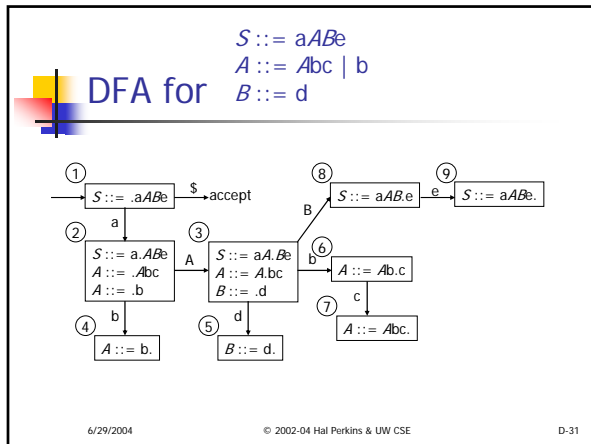 DFA for
S ::= aABe
A ::= Abc | b
B ::= d
1
S ::= .aABe
$
accept
a
2
S ::= a.ABe
A ::= .Abc
A ::= .b
A
3
S ::= aA.Be
A ::= A.bc
B ::= .d
B
8
S ::= aAB.e
e
9
S ::= aABe.
b
6
A ::= Ab.c
c
7
A ::= Abc.
b
4
A ::= b.
d
5
B ::= d.
6/29/2004
© 2002-04 Hal Perkins & UW CSE
D-31